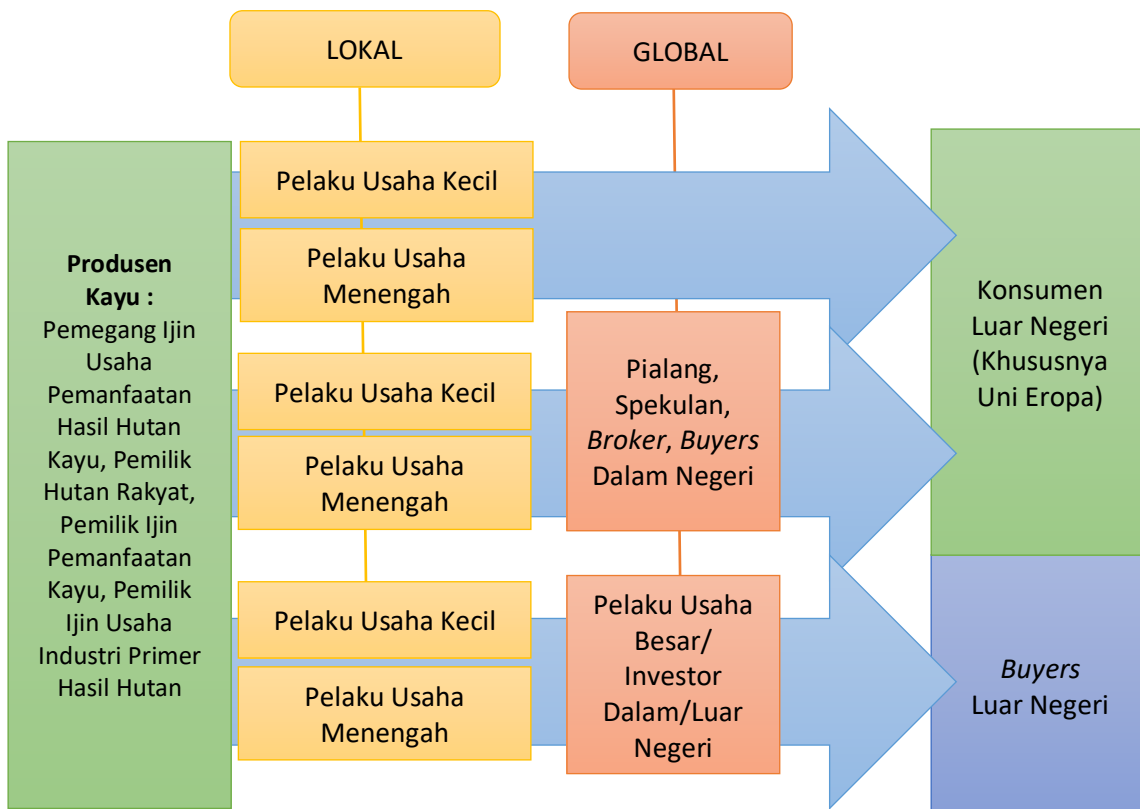 LOKAL
GLOBAL
Produsen
Kayu :
Pemegang Ijin
Usaha
Pemanfaatan
Hasil Hutan
Kayu, Pemilik
Hutan Rakyat,
Pemilik Ijin
Pemanfaatan
Kayu, Pemilik
Ijin Usaha
Industri Primer
Hasil Hutan
Pelaku Usaha Kecil
Pelaku Usaha
Menengah
Pelaku Usaha Kecil
Pelaku Usaha
Menengah
Pelaku Usaha Kecil
Pelaku Usaha
Menengah
Pialang,
Spekulan,
Broker, Buyers
Dalam Negeri
Pelaku Usaha
Besar/
Investor
Dalam/Luar
Negeri
Konsumen
Luar Negeri
(Khususnya
Uni Eropa)
Buyers
Luar Negeri